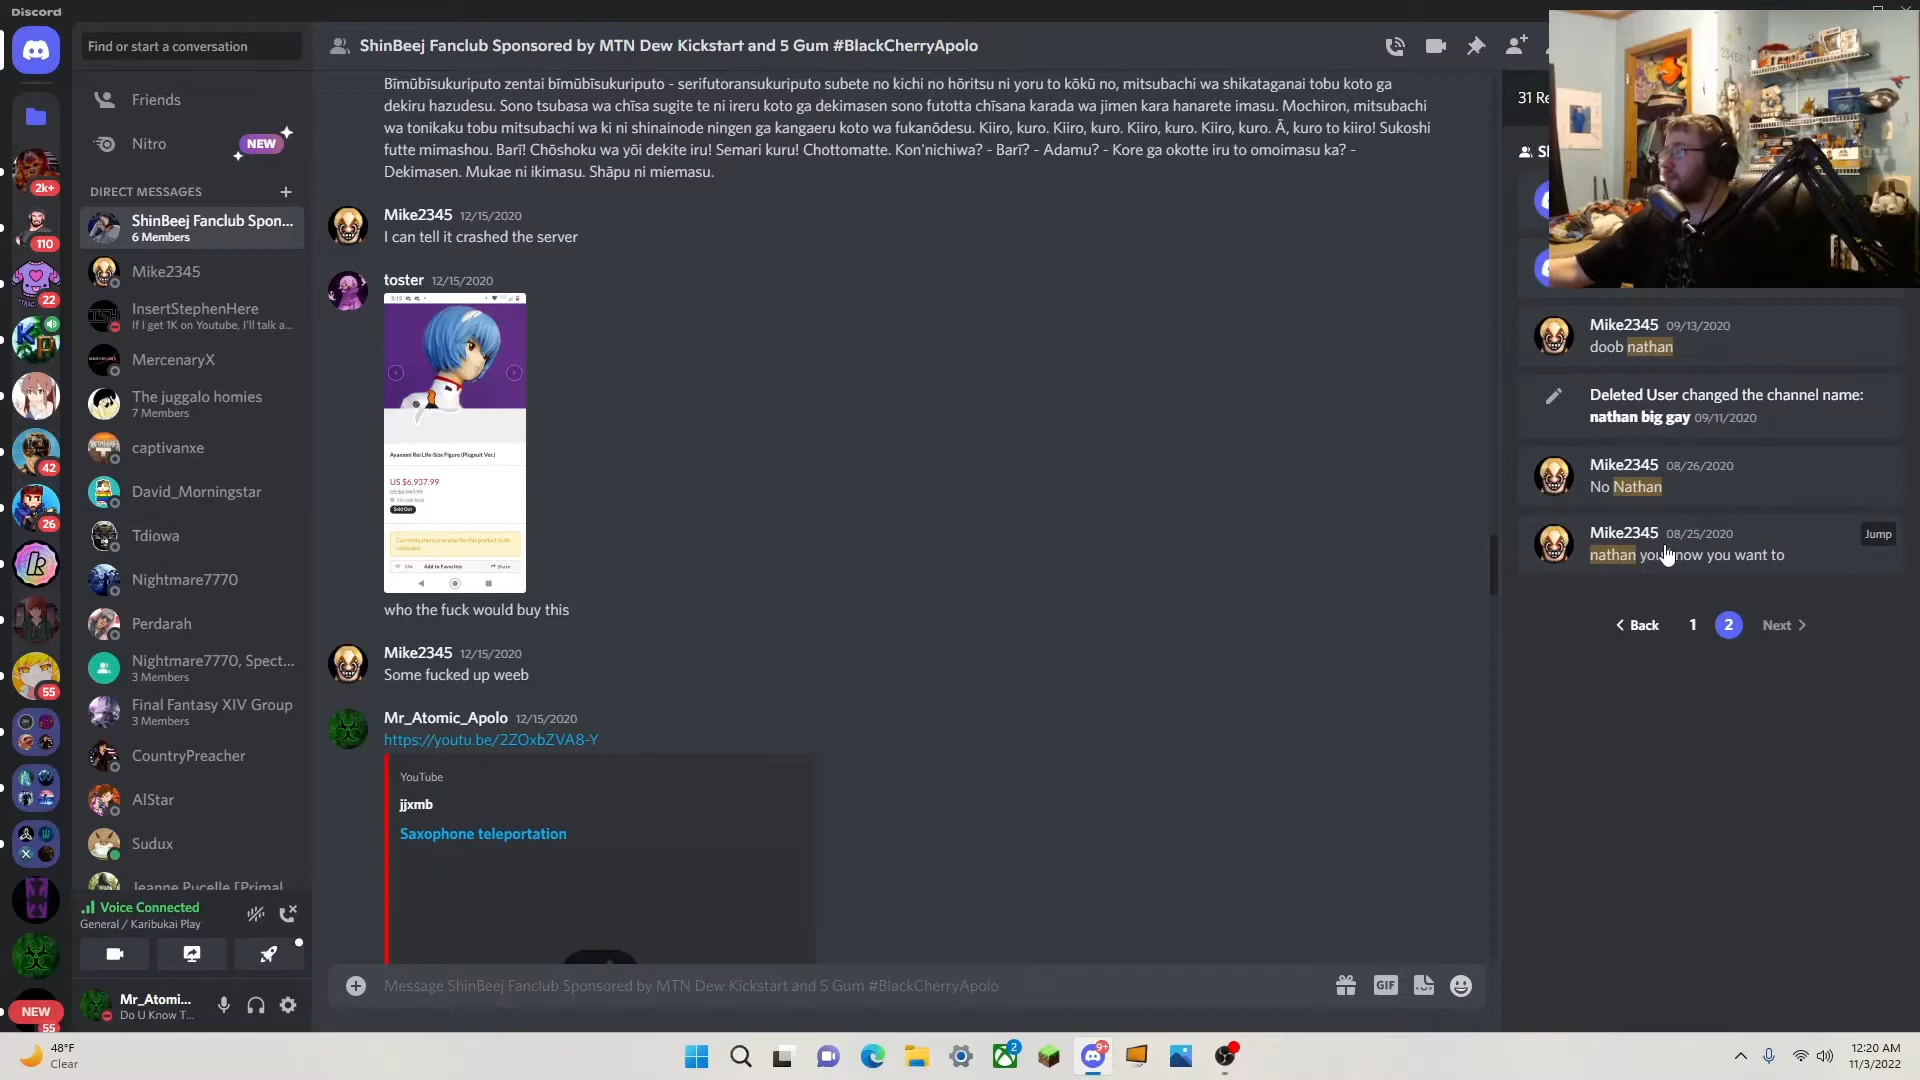 Discord
Find or start a conversation
Friends
Nitro
NEW
DIRECT MESSAGES
ShinBeej Fanclub Spon...
6 Members
Mike2345
InsertStephenHere
If I get 1K on Youtube, I'll talk a...
MercenaryX
The juggalo homies
7 Members
captivanxe
David_Morningstar
Tdiowa
Nightmare7770
Perdarah
Nightmare7770, Spect...
3 Members
Final Fantasy XIV Group
3 Members
CountryPreacher
AlStar
Sudux
Jeanne Pucelle [Primal
Voice Connected
General / Karibukai Play
Mr_Atomi...
Do U Know T...
2k+
110
22
42
26
55
NEW
55
ShinBeej Fanclub Sponsored by MTN Dew Kickstart and 5 Gum #BlackCherryApolo
Bīmūbīsukuriputo zentai bīmūbīsukuriputo - serifutoransukuriputo subete no kichi no hōritsu ni yoru to kōkū no, mitsubachi wa shikataganai tobu koto ga
dekiru hazudesu. Sono tsubasa wa chīsa sugite te ni ireru koto ga dekimasen sono futotta chīsana karada wa jimen kara hanarete imasu. Mochiron, mitsubachi
wa tonikaku tobu mitsubachi wa ki ni shinainode ningen ga kangaeru koto wa fukanōdesu. Kiiro, kuro. Kiiro, kuro. Kiiro, kuro. Kiiro, kuro. Ā, kuro to kiiro! Sukoshi
futte mimashou. Barī! Chōshoku wa yōi dekite iru! Semari kuru! Chottomatte. Kon'nichiwa? - Barī? - Adamu? - Kore ga okotte iru to omoimasu ka? -
Dekimasen. Mukae ni ikimasu. Shāpu ni miemasu.
Mike2345 12/15/2020
I can tell it crashed the server
toster 12/15/2020
Ayanami Rei Life-Size Figure (Plugsuit Ver.)
US $6,937.99
Sold Out
Add to Favorites
Share
who the fuck would buy this
Mike2345 12/15/2020
Some fucked up weeb
Mr_Atomic_Apolo 12/15/2020
https://youtu.be/2ZOxbZVA8-Y
YouTube
jjxmb
Saxophone teleportation
Message ShinBeej Fanclub Sponsored by MTN Dew Kickstart and 5 Gum #BlackCherryApolo
GIF
31 Re
Sh
Mike2345 09/13/2020
doob nathan
Deleted User changed the channel name:
nathan big gay 09/11/2020
Mike2345 08/26/2020
No Nathan
Mike2345 08/25/2020
Jump
nathan you know you want to
Back 1 2 Next
48°F
Clear
2
9+
12:20 AM
11/3/2022